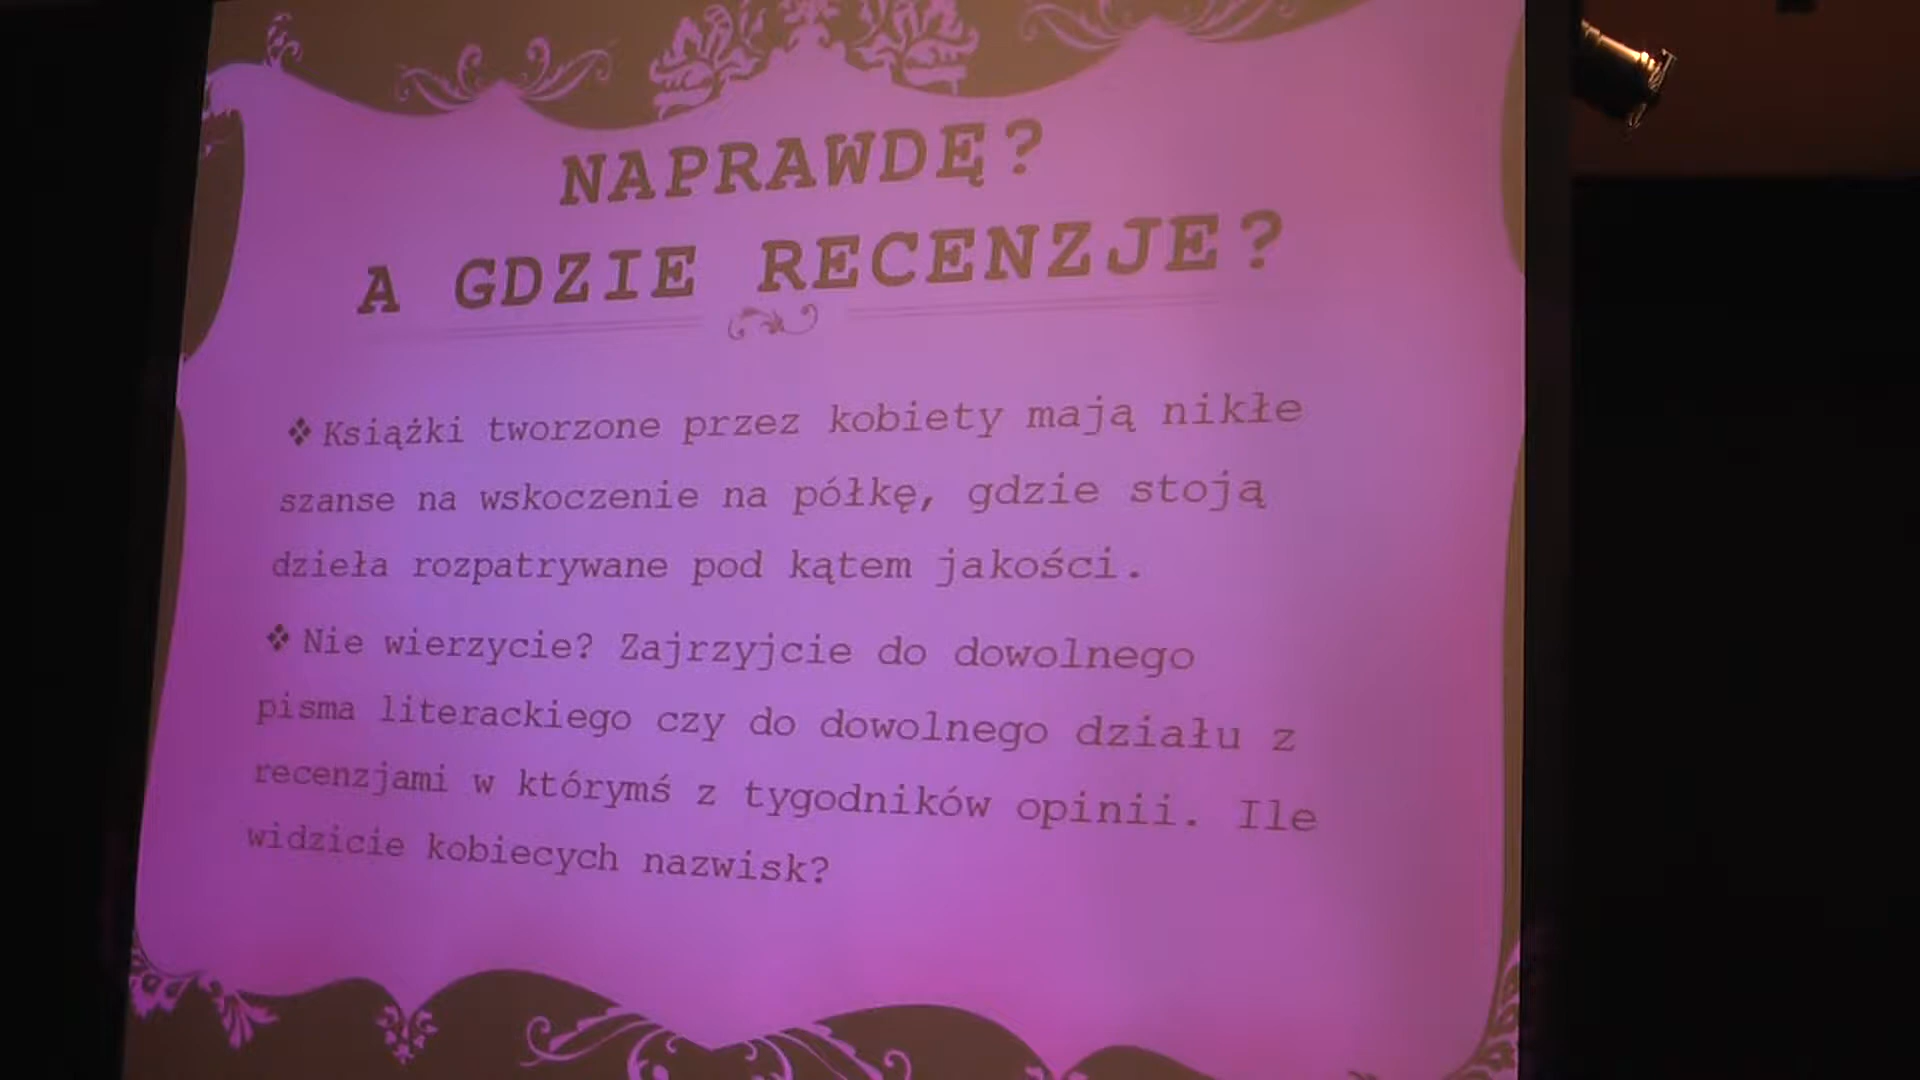 NAPRAWDĘ?
A GDZIE RECENZJE?
❖Książki tworzone przez kobiety mają nikłe
szanse na wskoczenie na półkę, gdzie stoją
dzieła rozpatrywane pod kątem jakości.
❖Nie wierzycie? Zajrzyjcie do dowolnego
pisma literackiego czy do dowolnego działu z
recenzjami w którymś z tygodników opinii. Ile
widzicie kobiecych nazwisk?